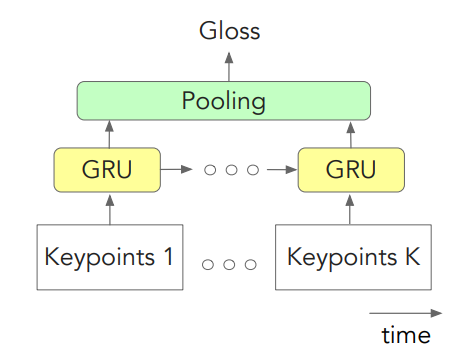 Gloss
Pooling
GRU
GRU
Keypoints 1
Keypoints K
time